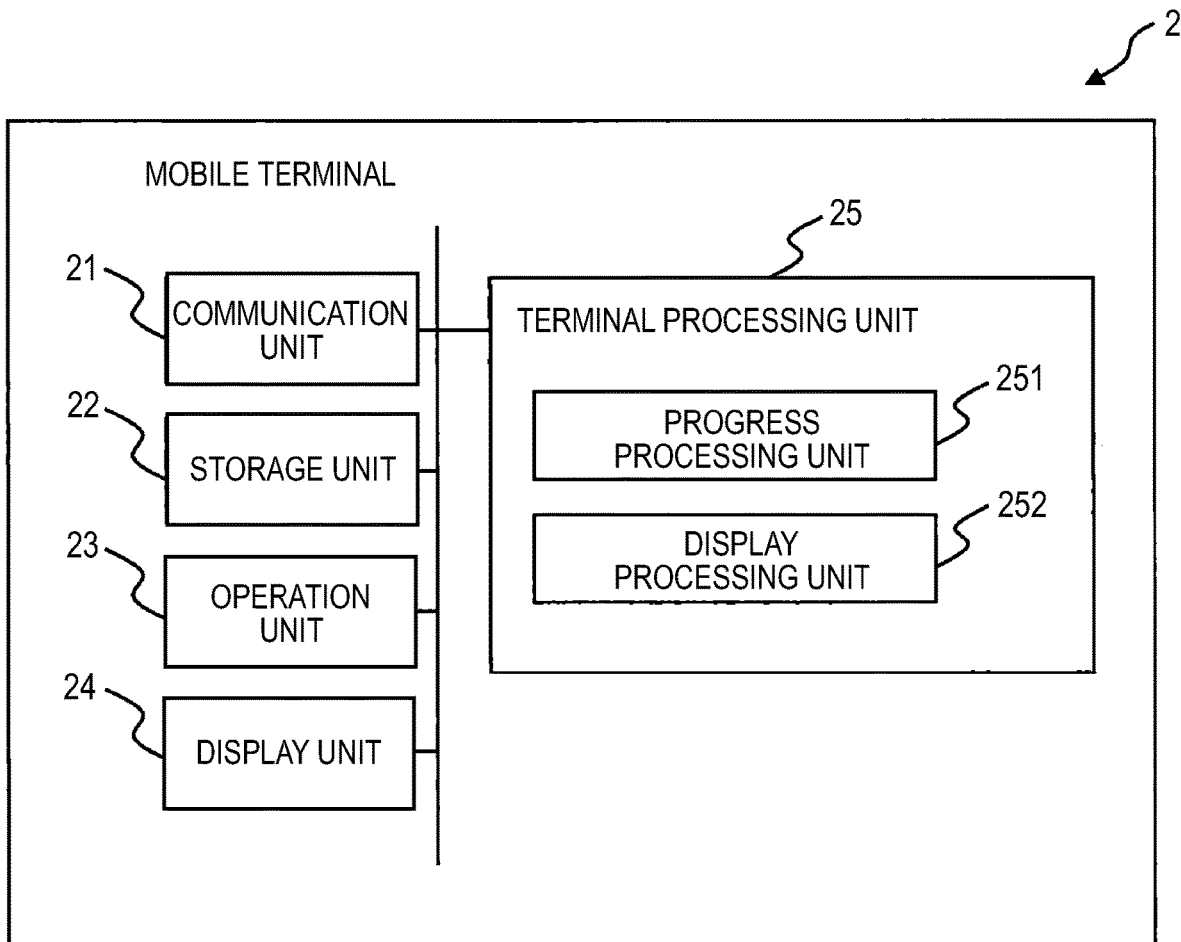 2
MOBILE TERMINAL
21
COMMUNICATION
UNIT
22
STORAGE UNIT
23
OPERATION
UNIT
24
DISPLAY UNIT
25
TERMINAL PROCESSING UNIT
251
PROGRESS
PROCESSING UNIT
252
DISPLAY
PROCESSING UNIT